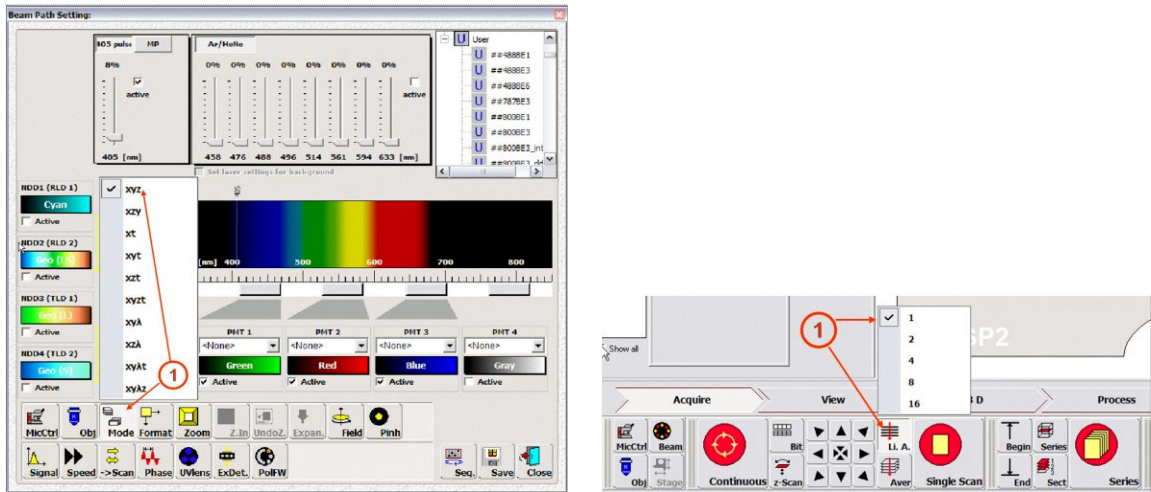 Beam Path Setting:
405 pulse MP
8%
active
405 [nm]
Ar/HeNe
0% 0% 0% 0% 0% 0% 0% 0%
active
458 476 488 496 514 561 594 633 [nm]
Set laser settings for background
User
##488BE1
##488BE3
##488BE6
##787BE3
##800BE1
##800BE3
##800BE3_int
##800BE3_dd
NDD1 (RLD 1)
Cyan
Active
NDD2 (RLD 2)
Active
NDD3 (TLD 1)
Geo (L)
Active
NDD4 (TLD 2)
Geo (S)
Active
xyz
xzy
xt
xyt
xzt
xyzt
xyλ
xzλ
xyλt
xyλz
1
[nm] 400 500 600 700 800
PMT 1 PMT 2 PMT 3 PMT 4
<None> <None> <None> <None>
Green Red Blue Gray
Active Active Active Active
MicCtrl Obj Mode Format Zoom Z.In UndoZ. Expan. Field Pinh
Signal Speed ->Scan Phase UVlens ExDet. PolFW Seq. Save Close
Show all
1
1
2
4
8
16
SP2
Acquire View 3 D Process
MicCtrl Beam Bit Li. A. Begin Series
Obj Stage Continuous z-Scan Aver Single Scan End Sect Series